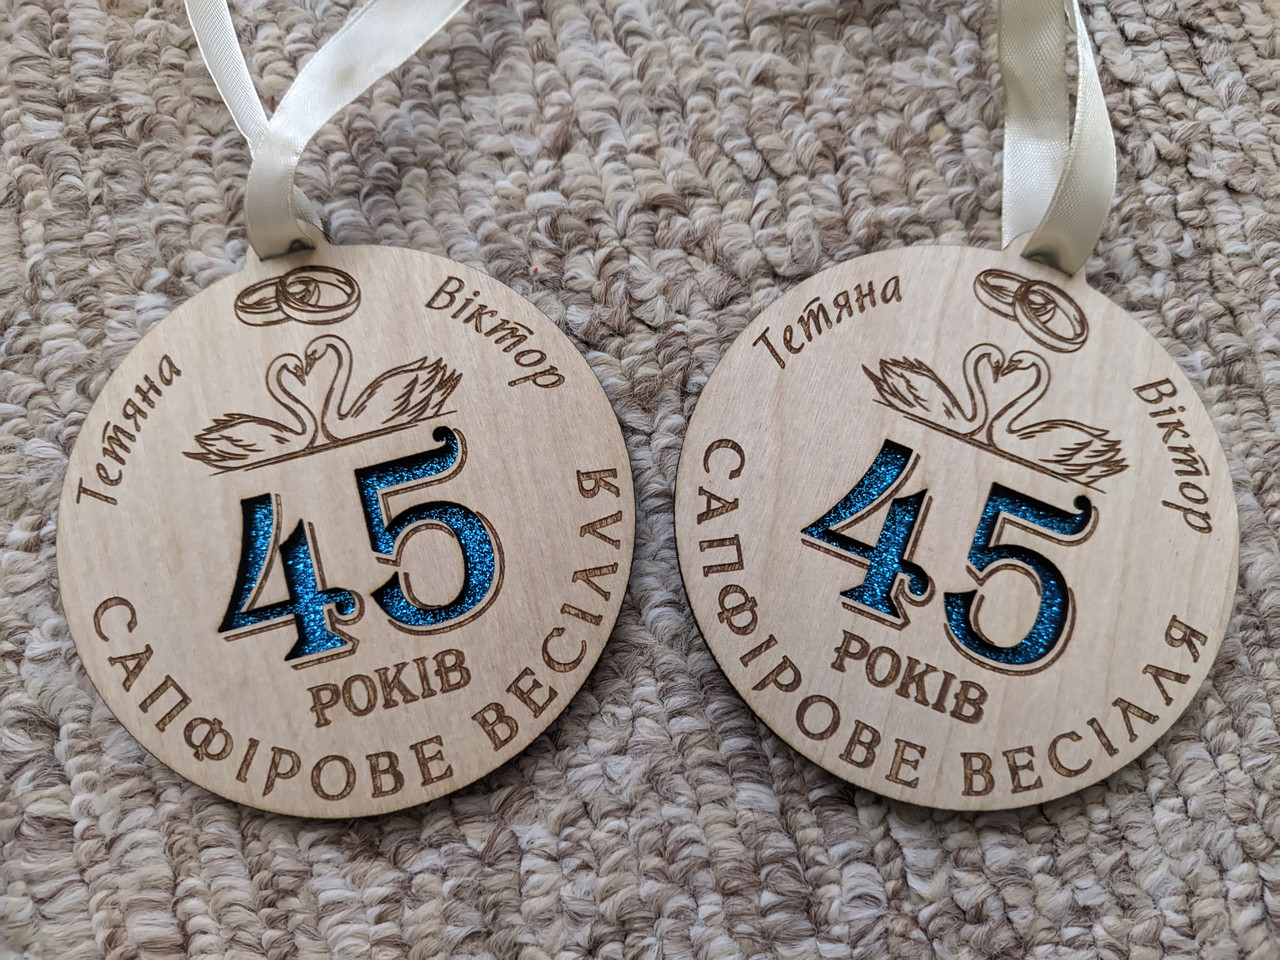 Тетяна
Віктор
45
РОКІВ
САПФІРОВЕ ВЕСІЛЛЯ
Тетяна
Віктор
45
РОКІВ
САПФІРОВЕ ВЕСІЛЛЯ